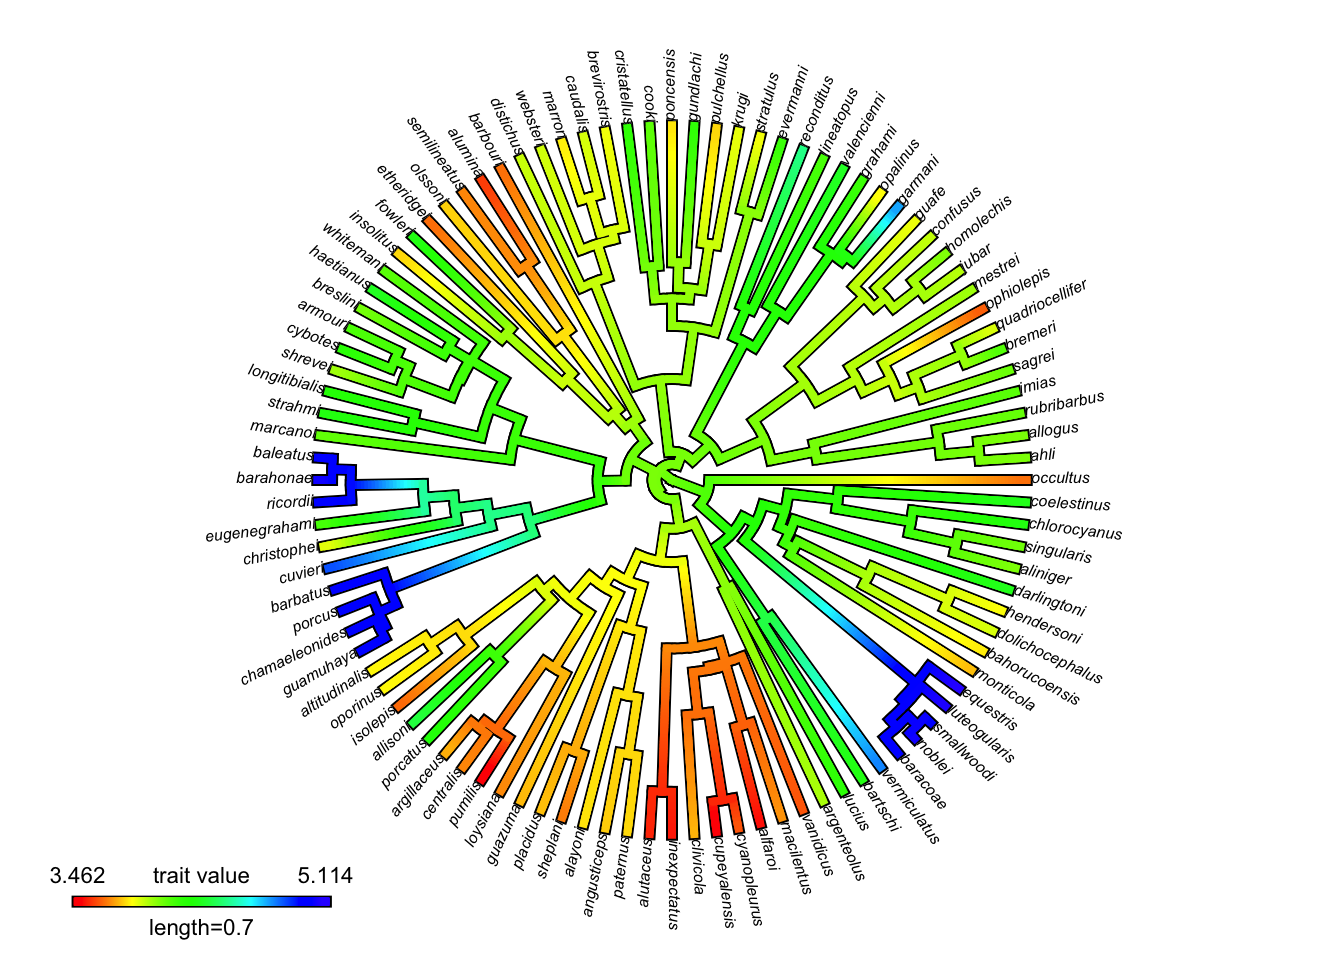 brevirostris
cristatellus
cooki
poncensis
gundlachi
pulchellus
krugi
stratulus
evermanni
reconditus
lineatopus
valencienni
grahami
opalinus
garmani
guafe
confusus
homolechis
jubar
mestrei
ophiolepis
quadriocellifer
bremeri
sagrei
imias
rubribarbus
allogus
ahli
occultus
coelestinus
chlorocyanus
singularis
aliniger
darlingtoni
hendersoni
dolichocephalus
bahorucoensis
monticola
equestris
luteogularis
smallwoodi
noblei
baracoae
vermiculatus
bartschi
lucius
argenteolus
vanidicus
macilentus
alfaroi
cyanopleurus
cupeyalensis
clivicola
inexpectatus
alutaceus
paternus
angusticeps
alayoni
sheplani
placidus
guazuma
loysiana
pumilis
centralis
argillaceus
porcatus
allisoni
isolepis
oporinus
altitudinalis
guamuhaya
chamaeleonides
porcus
barbatus
cuvieri
christophei
eugenegrahami
ricordii
barahonae
baleatus
marcanoi
strahmi
longitibialis
shrevei
cybotes
armouri
breslini
haetianus
whitemani
insolitus
fowleri
etheridgei
olssoni
semilineatus
alumina
barbouri
distichus
websteri
marron
caudalis
3.462 trait value 5.114
length=0.7